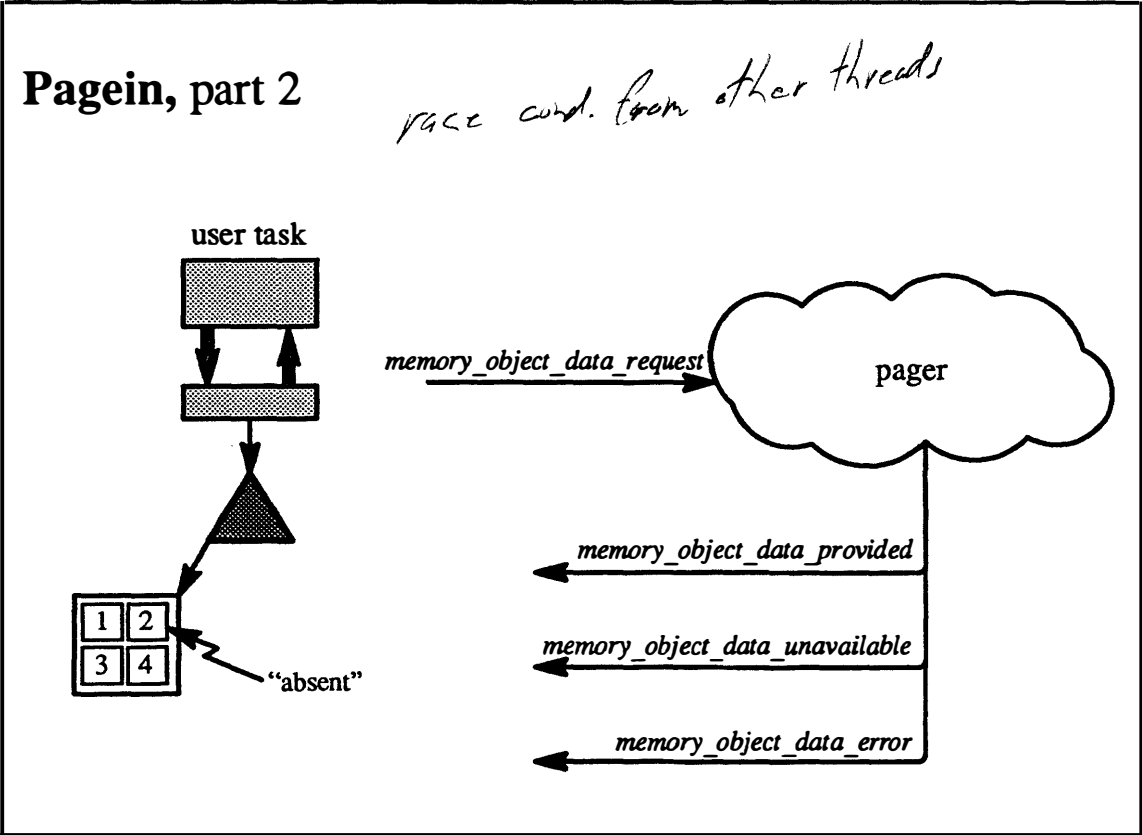 Pagein, part 2
race cond. from other threads
user task
memory_object_data_request
pager
memory_object_data_provided
1 2
memory_object_data_unavailable
3 4
"absent"
memory_object_data_error